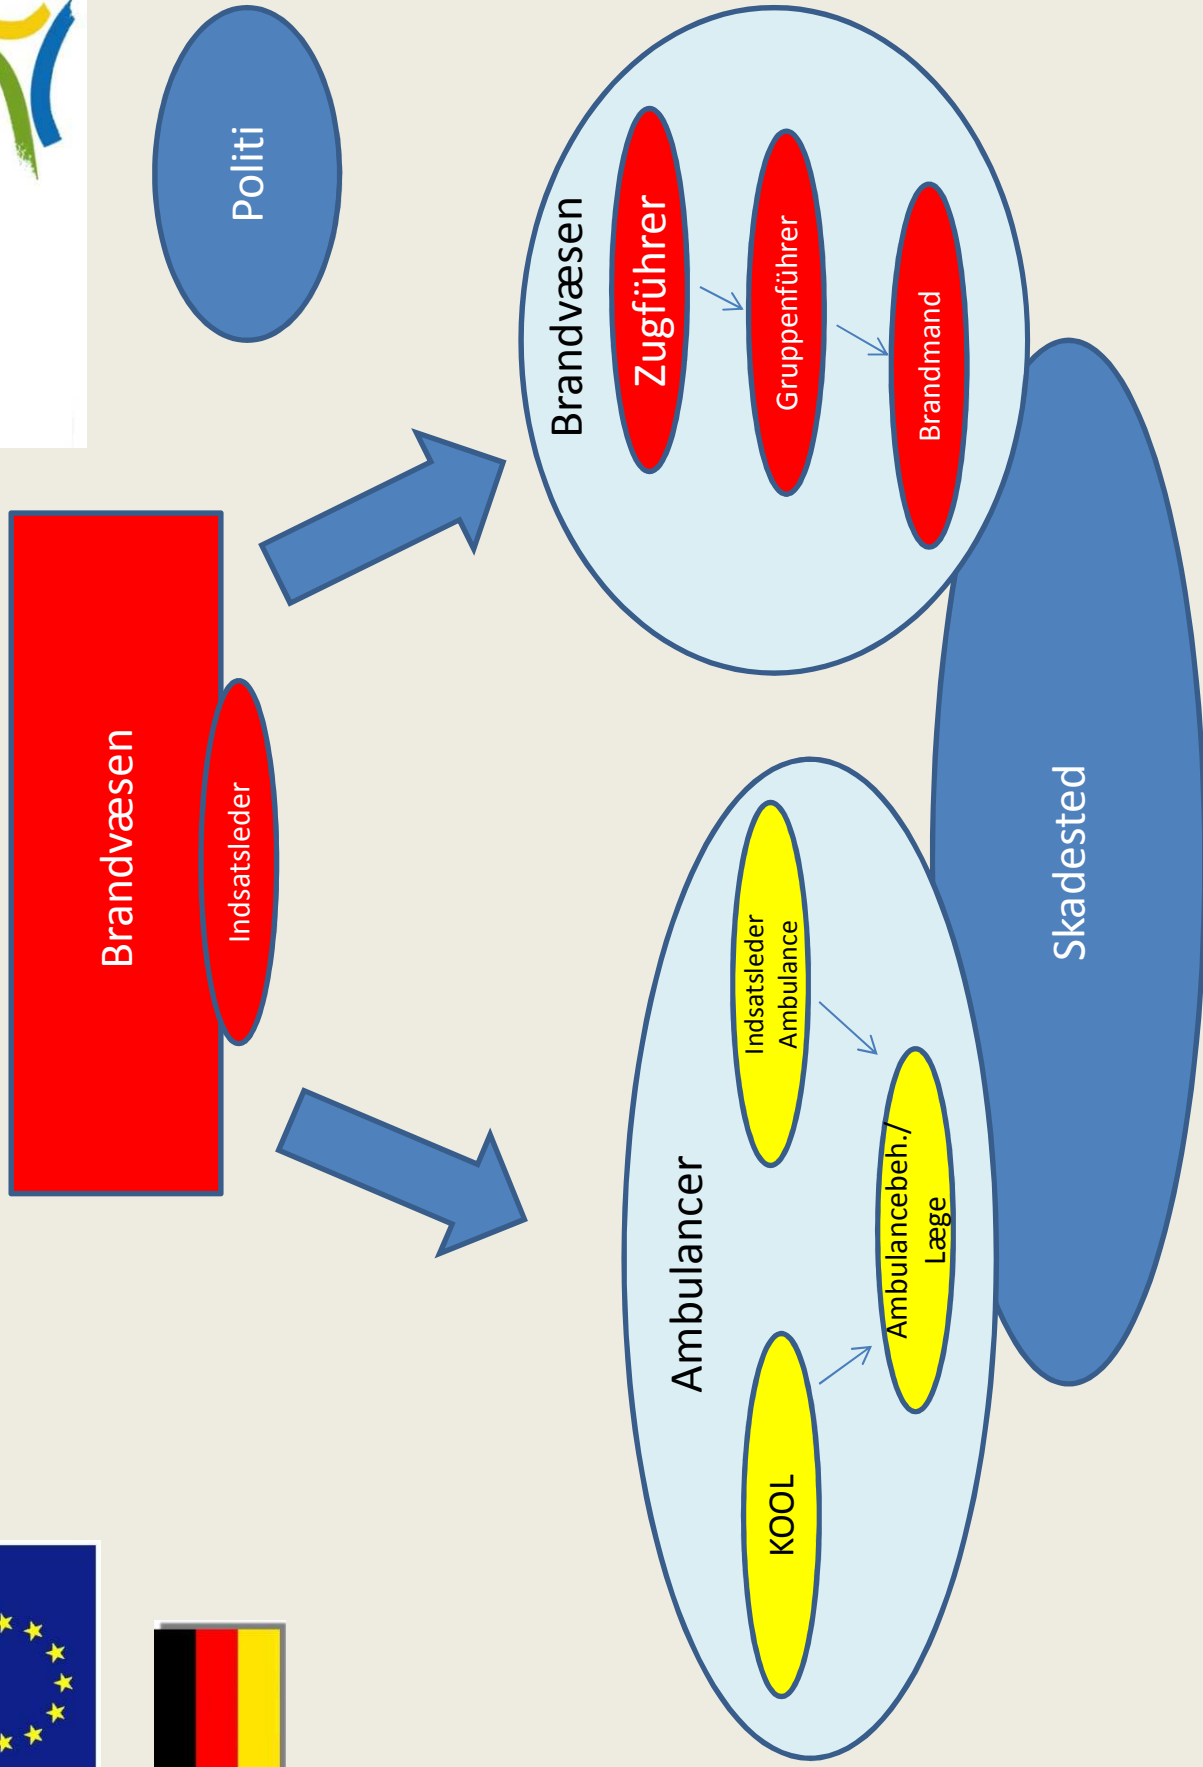 Brandvæsen
Indsatsleder
Politi
Ambulancer
KOOL
Indsatsleder
Ambulance
Ambulancebeh./
Læge
Brandvæsen
Zugführer
Gruppenführer
Brandmand
Skadested